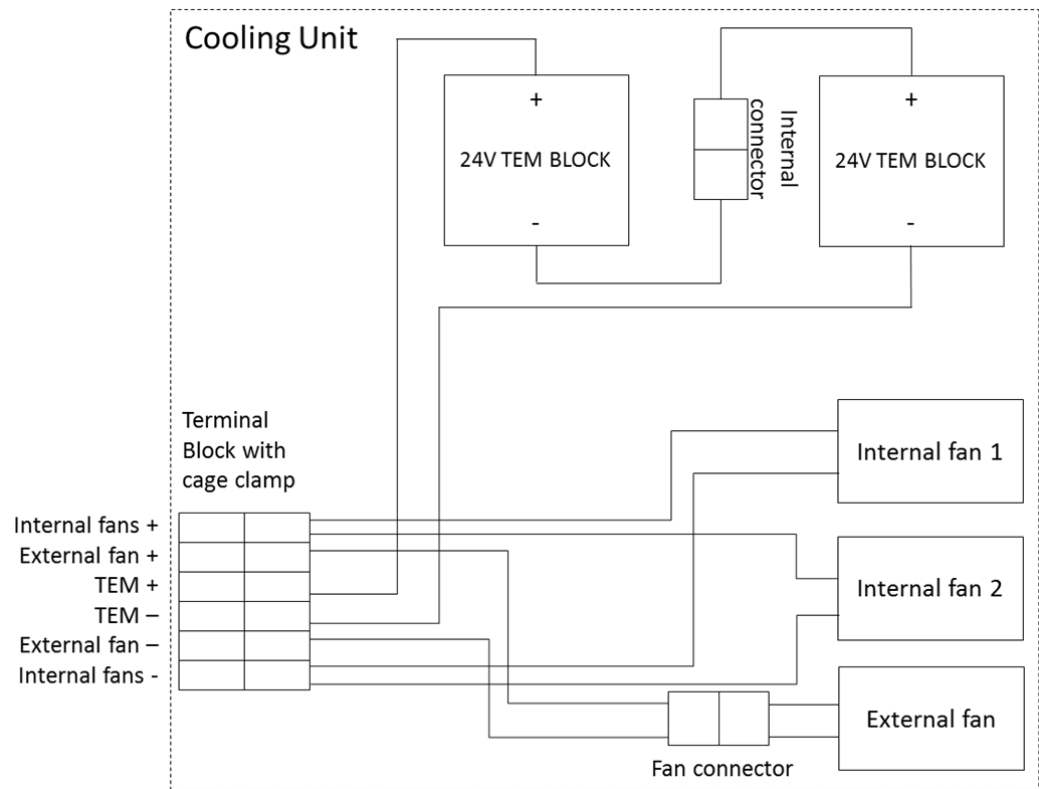 Cooling Unit
+
24V TEM BLOCK
-
Internal
connector
+
24V TEM BLOCK
-
Terminal
Block with
cage clamp
Internal fans +
External fan +
TEM +
TEM –
External fan –
Internal fans -
Internal fan 1
Internal fan 2
External fan
Fan connector